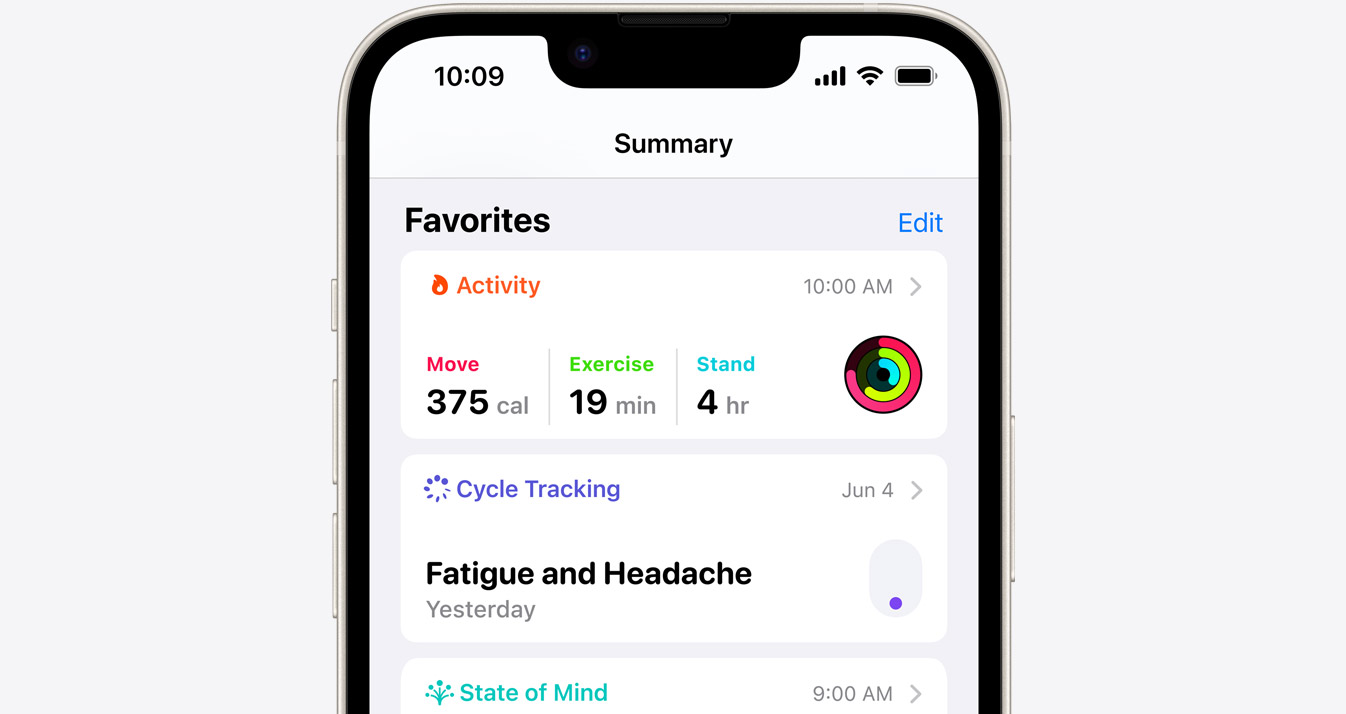 10:09
Summary
Favorites Edit
Activity 10:00 AM
Move Exercise Stand
375 cal 19 min 4 hr
Cycle Tracking Jun 4
Fatigue and Headache
Yesterday
State of Mind 9:00 AM